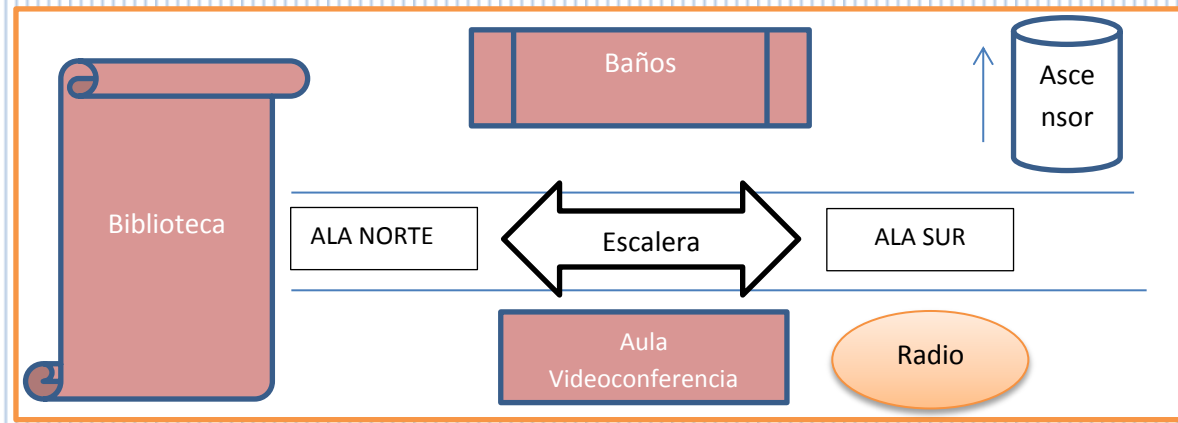 Baños
Asce
nsor
Biblioteca
ALA NORTE
Escalera
ALA SUR
Aula
Videoconferencia
Radio